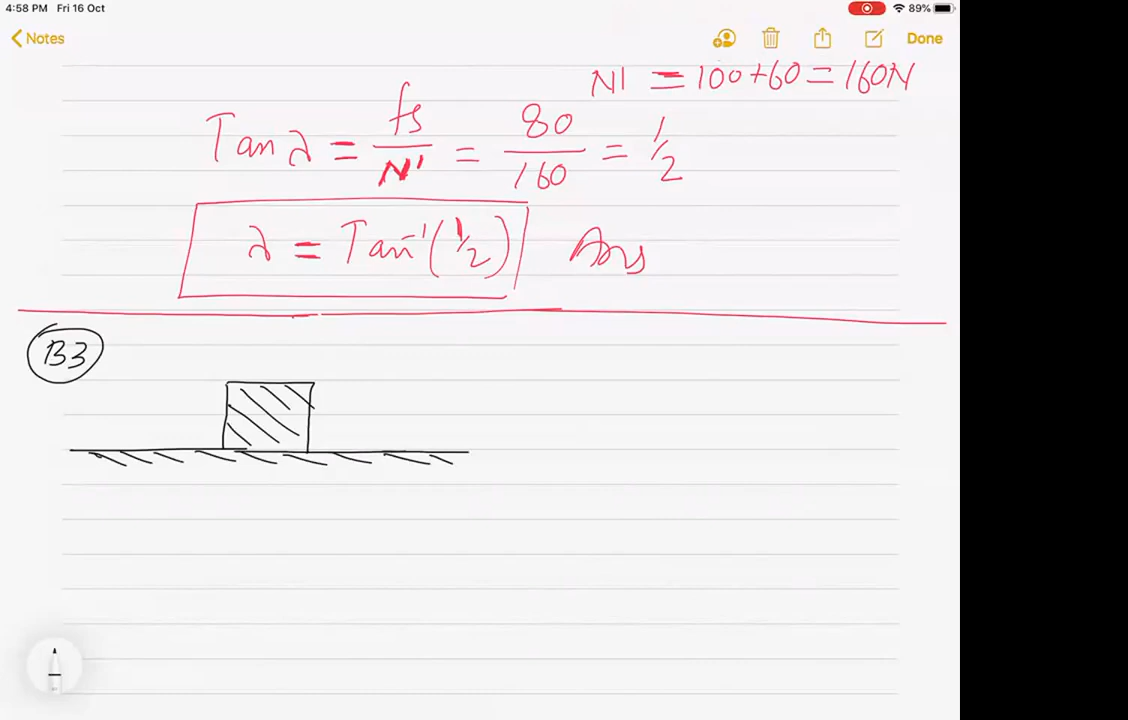 4:58 PM Fri 16 Oct 89%
Notes Done
N1 = 100+60 = 160N
Tan λ = fs/N' = 80/160 = 1/2
λ = Tan⁻¹(1/2) Ans
B3